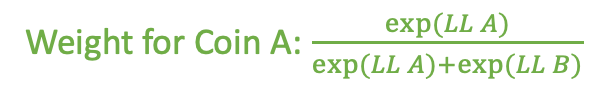 Weight for Coin A: exp(LL A)
exp(LL A)+exp(LL B)